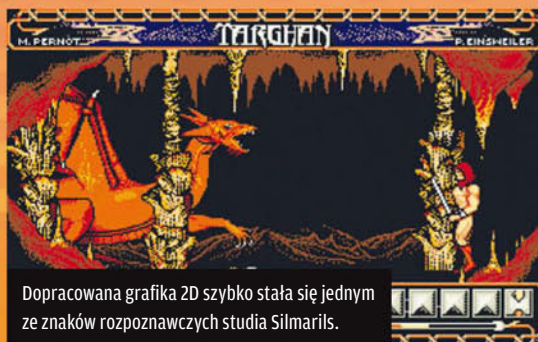 M. PERNOT
TARGHAN
P. EINSWEILER
Dopracowana grafika 2D szybko stała się jednym
ze znaków rozpoznawczych studia Silmarils.